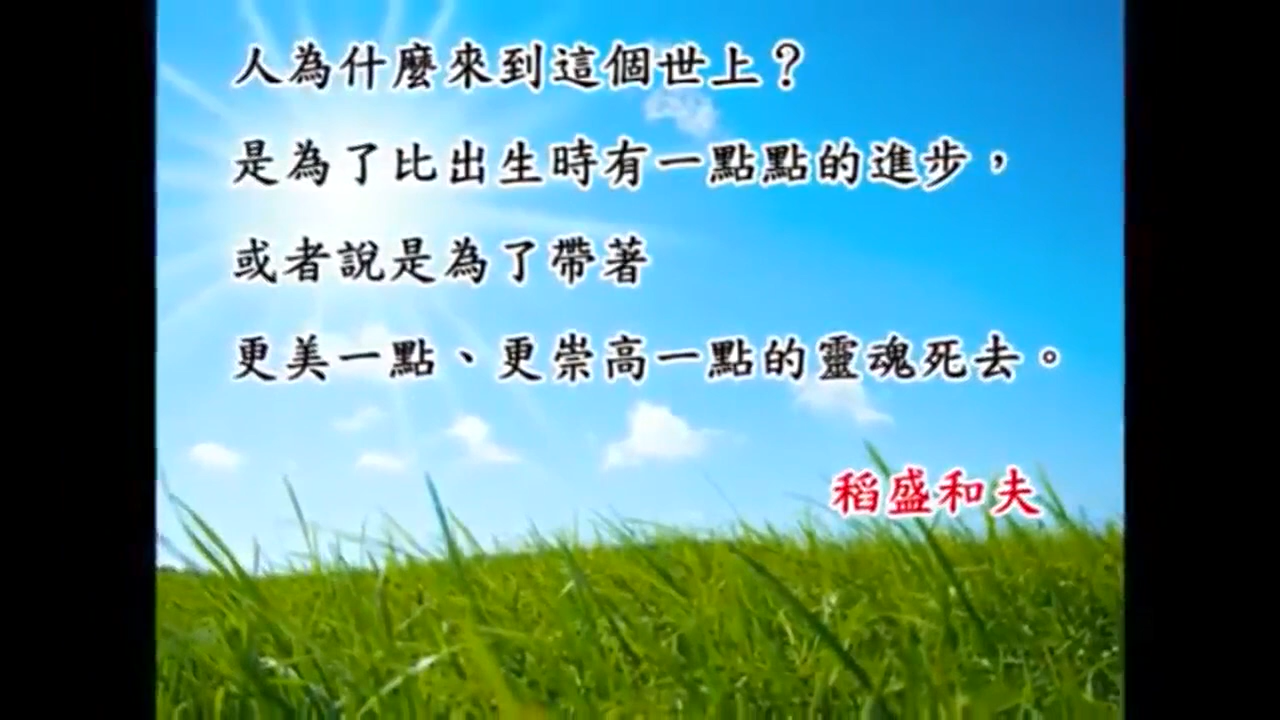 人為什麼來到這個世上？
是為了比出生時有一點點的進步，
或者說是為了帶著
更美一點、更崇高一點的靈魂死去。
稻盛和夫